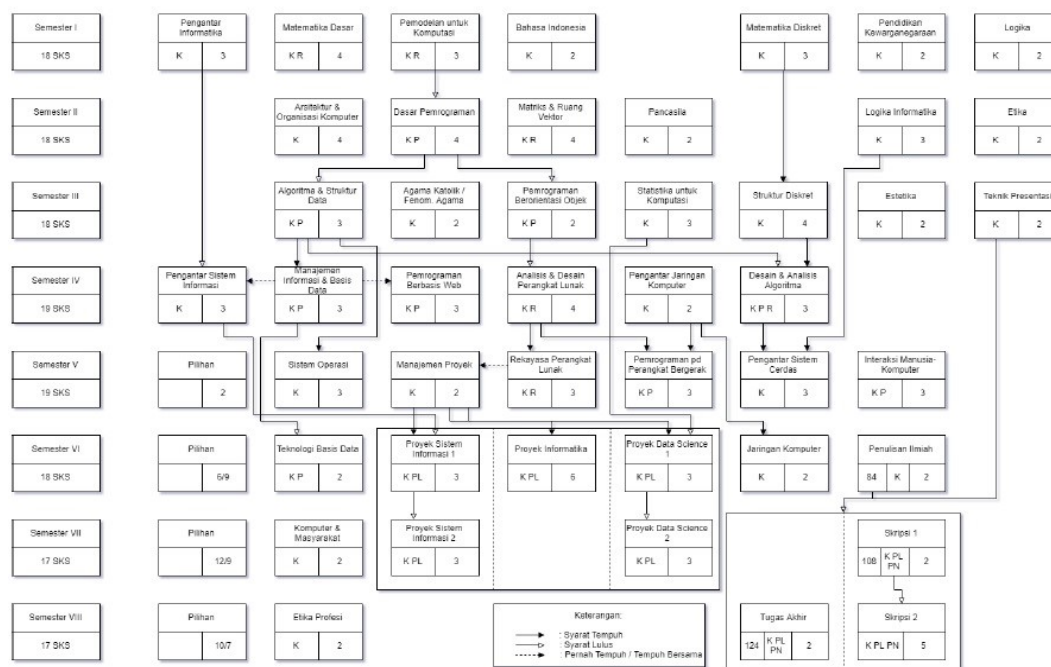 Semester I
18 SKS
Pengantar
Informatika
K 3
Matematika Dasar
K R 4
Pemodelan untuk
Komputasi
K R 3
Bahasa Indonesia
K 2
Matematika Diskret
K 3
Pendidikan
Kewarganegaraan
K 2
Logika
K 2
Semester II
18 SKS
Arsitektur &
Organisasi Komputer
K 4
Dasar Pemrograman
K P 4
Matriks & Ruang
Vektor
K R 4
Pancasila
K 2
Logika Informatika
K 3
Etika
K 2
Semester III
18 SKS
Algoritma & Struktur
Data
K P 3
Agama Katolik /
Fenom. Agama
K 2
Pemrograman
Berorientasi Objek
K P 2
Statistika untuk
Komputasi
K 3
Struktur Diskret
K 4
Estetika
K 2
Teknik Presentasi
K 2
Semester IV
19 SKS
Pengantar Sistem
Informasi
K 3
Manajemen
Informasi & Basis
Data
K P 3
Pemrograman
Berbasis Web
K P 3
Analisis & Desain
Perangkat Lunak
K R 4
Pengantar Jaringan
Komputer
K 2
Desain & Analisis
Algoritma
K P R 3
Semester V
19 SKS
Pilihan
2
Sistem Operasi
K 3
Manajemen Proyek
K 2
Rekayasa Perangkat
Lunak
K R 3
Pemrograman pd
Perangkat Bergerak
K P 3
Pengantar Sistem
Cerdas
K 3
Interaksi Manusia-
Komputer
K P 3
Semester VI
18 SKS
Pilihan
6/9
Teknologi Basis Data
K P 2
Proyek Sistem
Informasi 1
K PL 3
Proyek Informatika
K PL 6
Proyek Data Science
1
K PL 3
Jaringan Komputer
K 2
Penulisan Ilmiah
84 K 2
Semester VII
17 SKS
Pilihan
12/9
Komputer &
Masyarakat
K 2
Proyek Sistem
Informasi 2
K PL 3
Proyek Data Science
2
K PL 3
Skripsi 1
108 K PL
PN 2
Semester VIII
17 SKS
Pilihan
10/7
Etika Profesi
K 2
Keterangan:
: Syarat Tempuh
: Syarat Lulus
: Pernah Tempuh / Tempuh Bersama
Tugas Akhir
124 K PL
PN 2
Skripsi 2
K PL PN 5